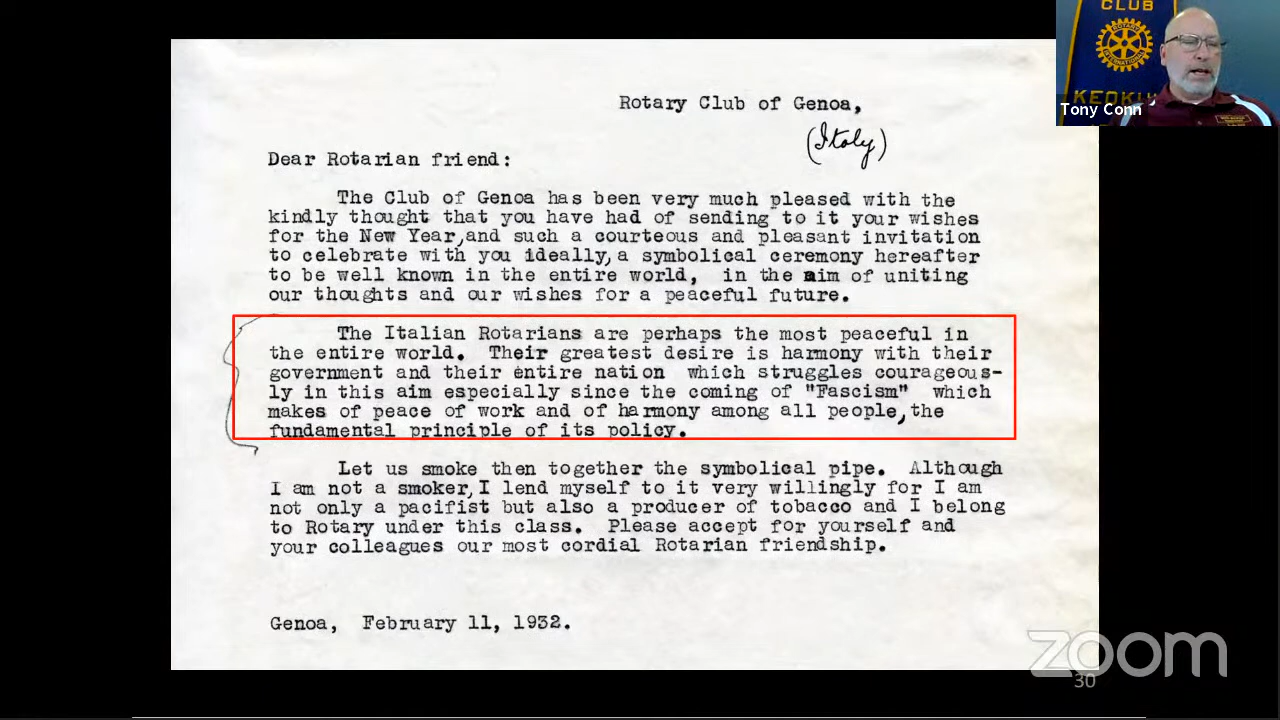 CLUB
ROTARY
INTERNATIONAL
KEOKU
Tony Conn
Rotary Club of Genoa,
(Italy)
Dear Rotarian friend:
The Club of Genoa has been very much pleased with the
kindly thought that you have had of sending to it your wishes
for the New Year,and such a courteous and pleasant invitation
to celebrate with you ideally, a symbolical ceremony hereafter
to be well known in the entire world, in the aim of uniting
our thoughts and our wishes for a peaceful future.
The Italian Rotarians are perhaps the most peaceful in
the entire world. Their greatest desire is harmony with their
government and their entire nation which struggles courageous-
ly in this aim especially since the coming of "Fascism" which
makes of peace of work and of harmony among all people, the
fundamental principle of its policy.
Let us smoke then together the symbolical pipe. Although
I am not a smoker, I lend myself to it very willingly for I am
not only a pacifist but also a producer of tobacco and I belong
to Rotary under this class. Please accept for yourself and
your colleagues our most cordial Rotarian friendship.
Genoa, February 11, 1932.
zoom
30